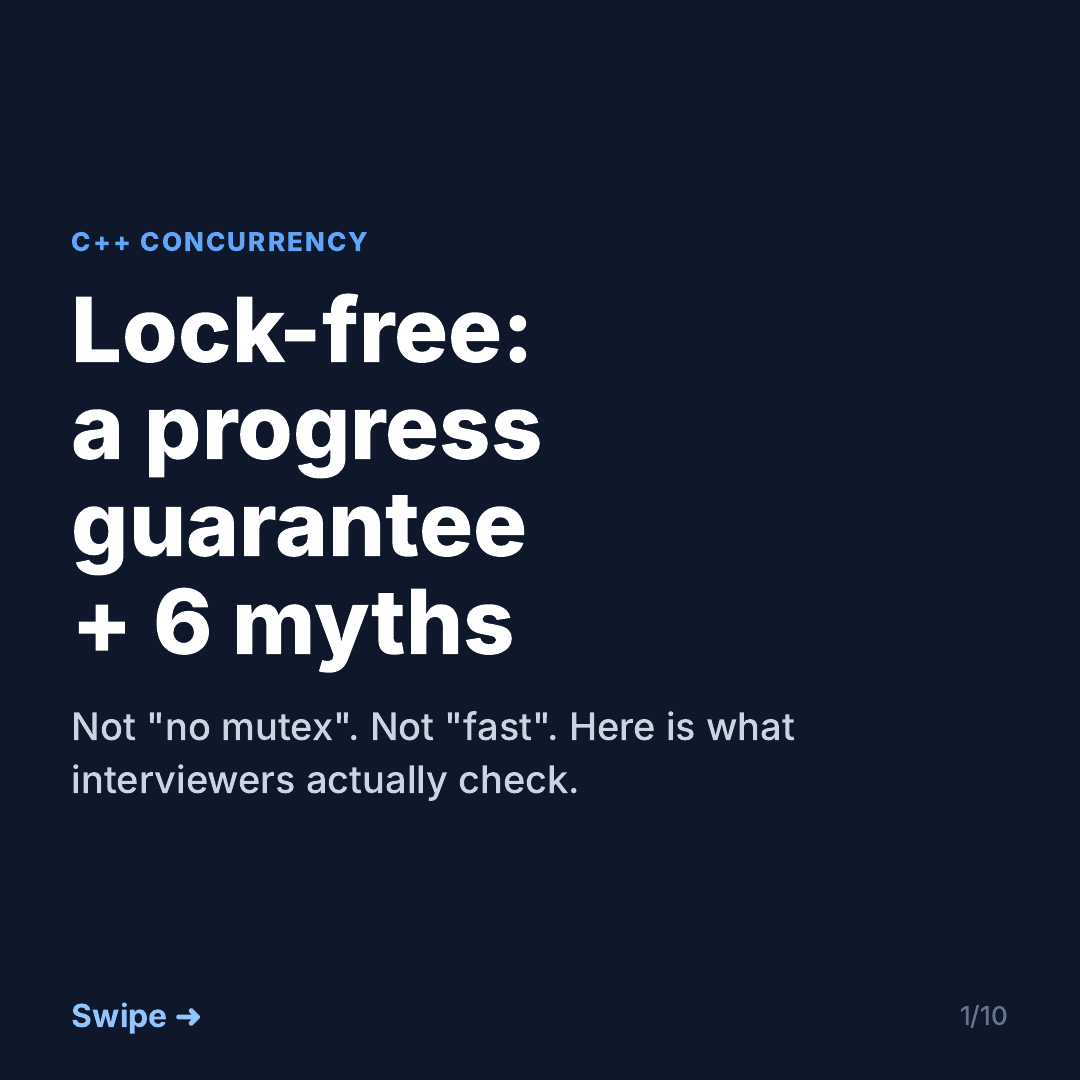 C++ CONCURRENCY
Lock-free:
a progress
guarantee
+ 6 myths
Not "no mutex". Not "fast". Here is what
interviewers actually check.
Swipe ➜
1/10